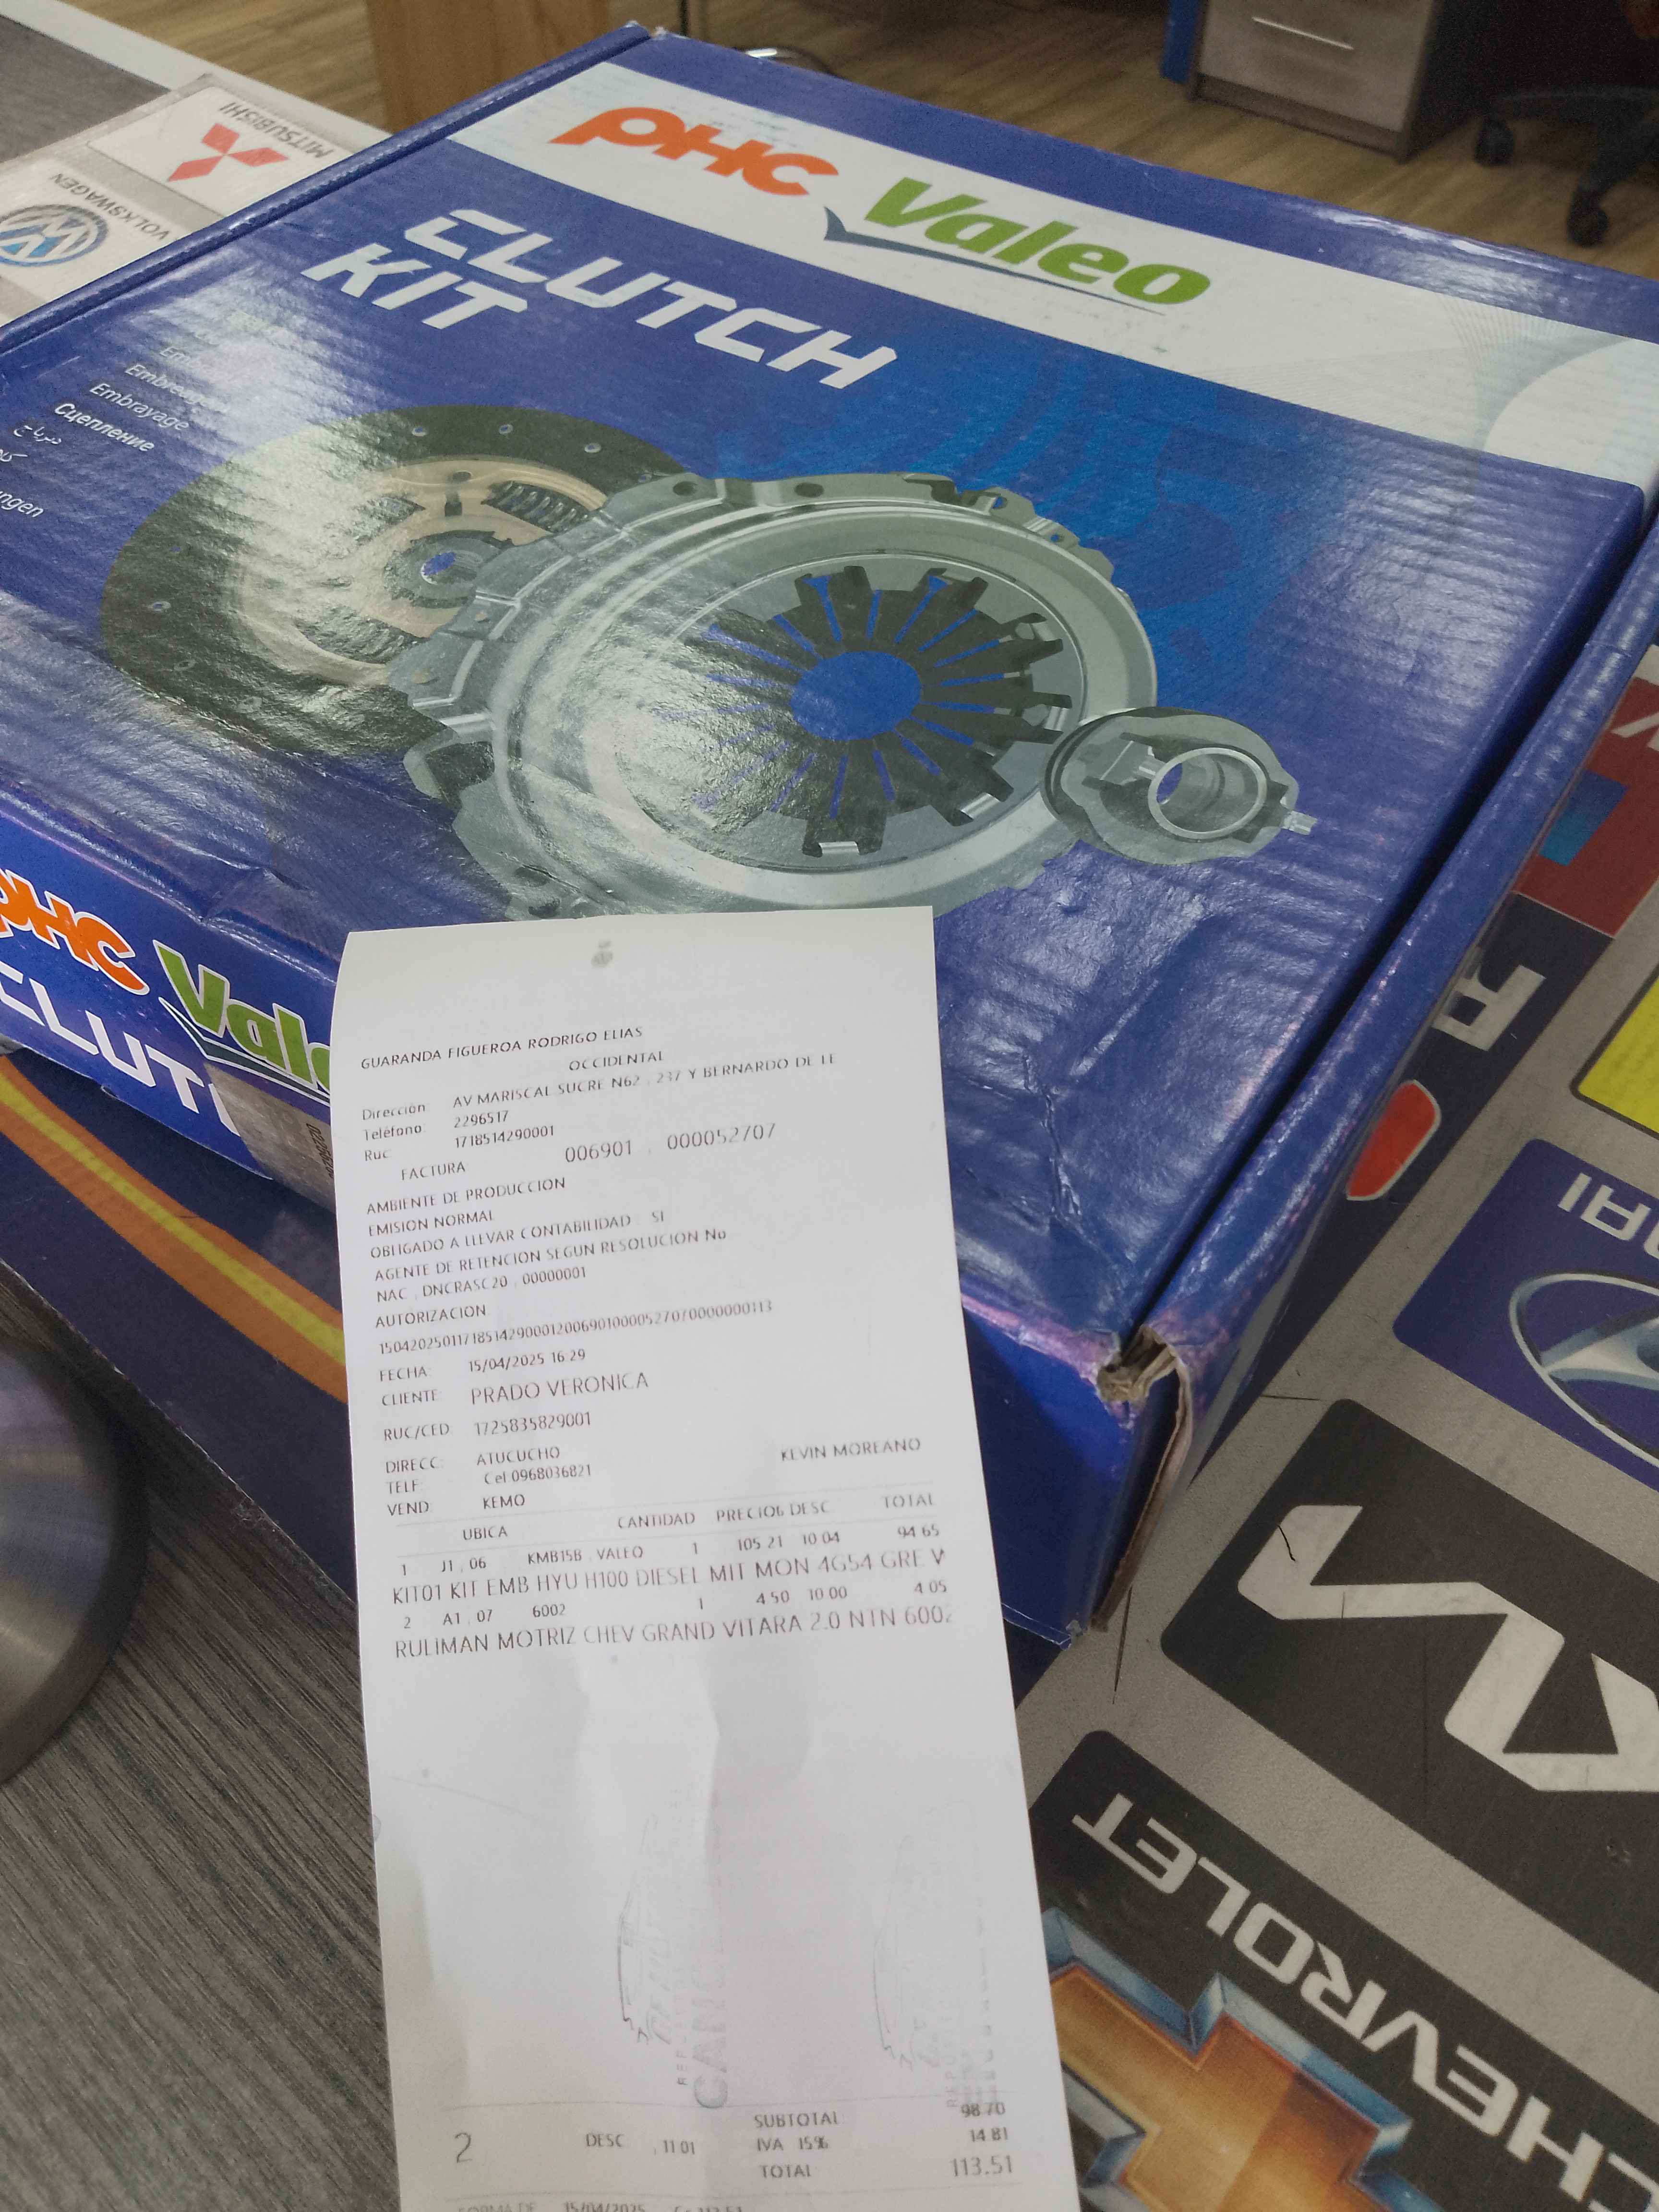 MITSUBISHI
VOLKSWAGEN
PHC Valeo
CLUTCH
KIT
Embrayage
Сцепление
PHC
CLUTCH
GUARANDA FIGUEROA RODRIGO ELIAS
OCCIDENTAL
Dirección AV MARISCAL SUCRE N62 . 237 Y BERNARDO DE LE
Teléfono 2296517
Ruc 1718514290001
FACTURA 006901 . 000052707
AMBIENTE DE PRODUCCION
EMISION NORMAL
OBLIGADO A LLEVAR CONTABILIDAD SI
AGENTE DE RETENCION SEGUN RESOLUCION No
NAC . DNCRASC20 . 00000001
AUTORIZACION:
1504202501171851429000120069010000527070000000113
FECHA: 15/04/2025 16:29
CLIENTE: PRADO VERONICA
RUC/CED 1725835829001
DIRECC: ATUCUCHO
TELF: Cel 0968036821 KEVIN MOREANO
VEND: KEMO
UBICA CANTIDAD PRECIO% DESC TOTAL
1 J1 . 06 KMB15B . VALEO 1 105.21 10.04 94.65
KIT01 KIT EMB HYU H100 DIESEL MIT MON 4G54 GRE V
2 A1 . 07 6002 1 4.50 10.00 4.05
RULIMAN MOTRIZ CHEV GRAND VITARA 2.0 NTN 6002
SUBTOTAL: 98.70
2 DESC . 11.01 IVA 15% 14.81
TOTAL 113.51
CHEVROLET